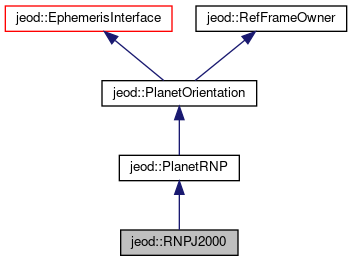 jeod::EphemerisInterface
jeod::RefFrameOwner
jeod::PlanetOrientation
jeod::PlanetRNP
jeod::RNPJ2000